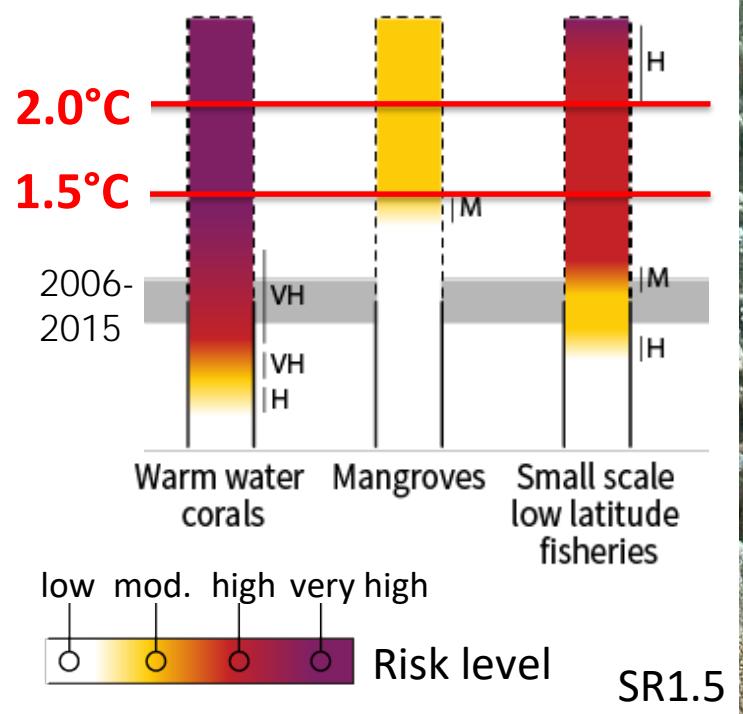 H
2.0°C
1.5°C
M
2006-
2015
VH
M
H
VH
H
Warm water
corals
Mangroves
Small scale
low latitude
fisheries
low mod. high very high
Risk level
SR1.5